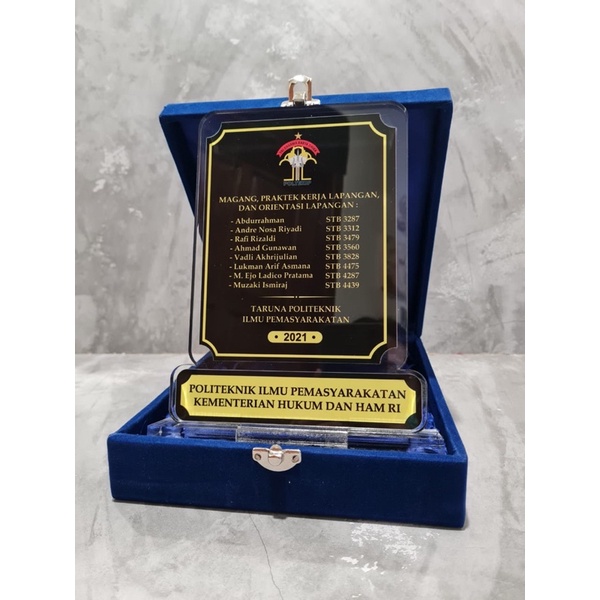 POLTEKIP
MAGANG, PRAKTEK KERJA LAPANGAN,
DAN ORIENTASI LAPANGAN :
- Abdurrahman STB 3287
- Andre Nosa Riyadi STB 3312
- Rafi Rizaldi STB 3479
- Ahmad Gunawan STB 3560
- Vadli Akhrijulian STB 3828
- Lukman Arif Asmana STB 4475
- M. Ejo Ladico Pratama STB 4287
- Muzaki Ismiraj STB 4439
TARUNA POLITEKNIK
ILMU PEMASYARAKATAN
• 2021 •
POLITEKNIK ILMU PEMASYARAKATAN
KEMENTERIAN HUKUM DAN HAM RI